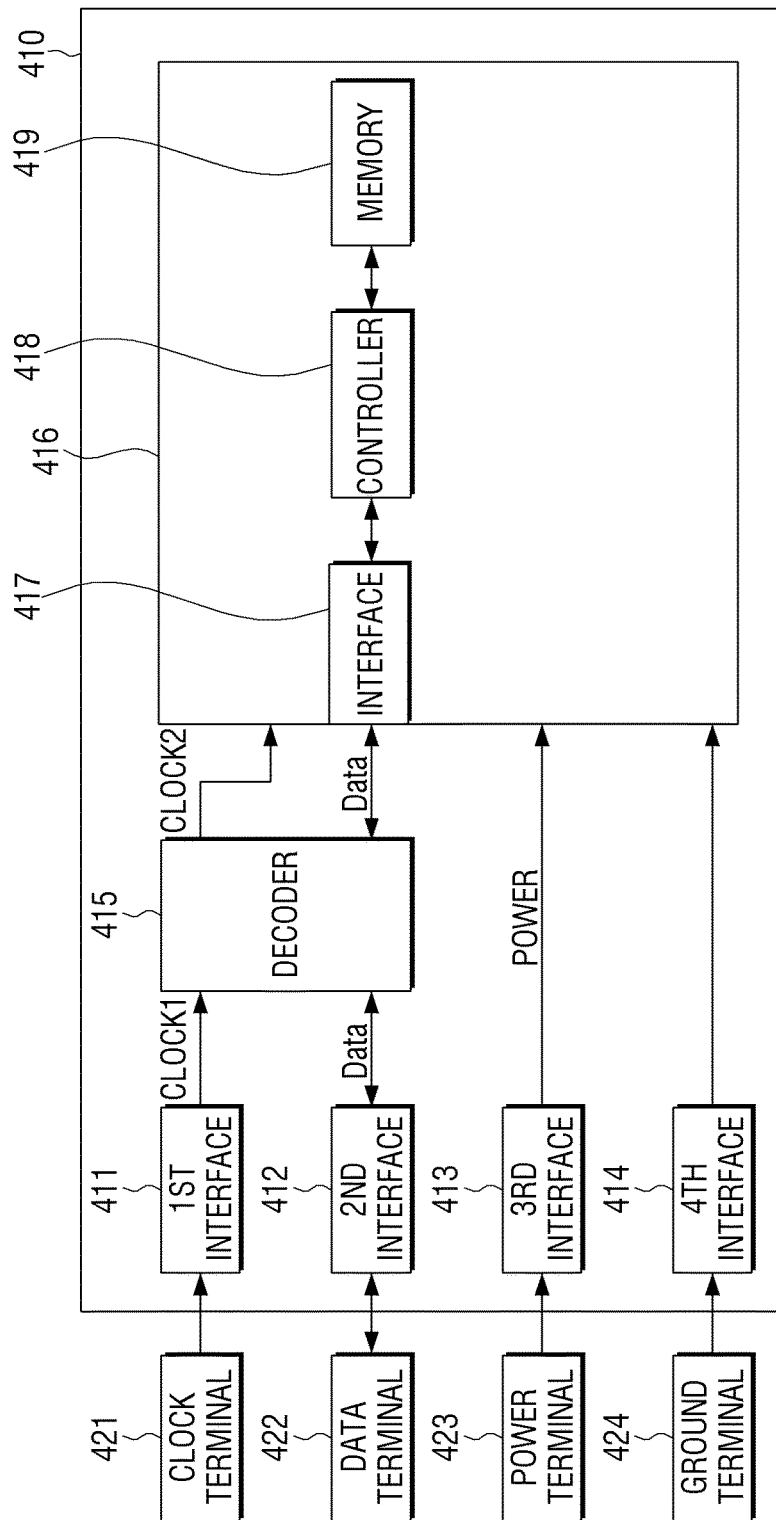 410
416
417
418
419
421
CLOCK
TERMINAL
411
1ST
INTERFACE
CLOCK1
415
DECODER
CLOCK2
422
DATA
TERMINAL
412
2ND
INTERFACE
Data
Data
INTERFACE
CONTROLLER
MEMORY
423
POWER
TERMINAL
413
3RD
INTERFACE
POWER
424
GROUND
TERMINAL
414
4TH
INTERFACE